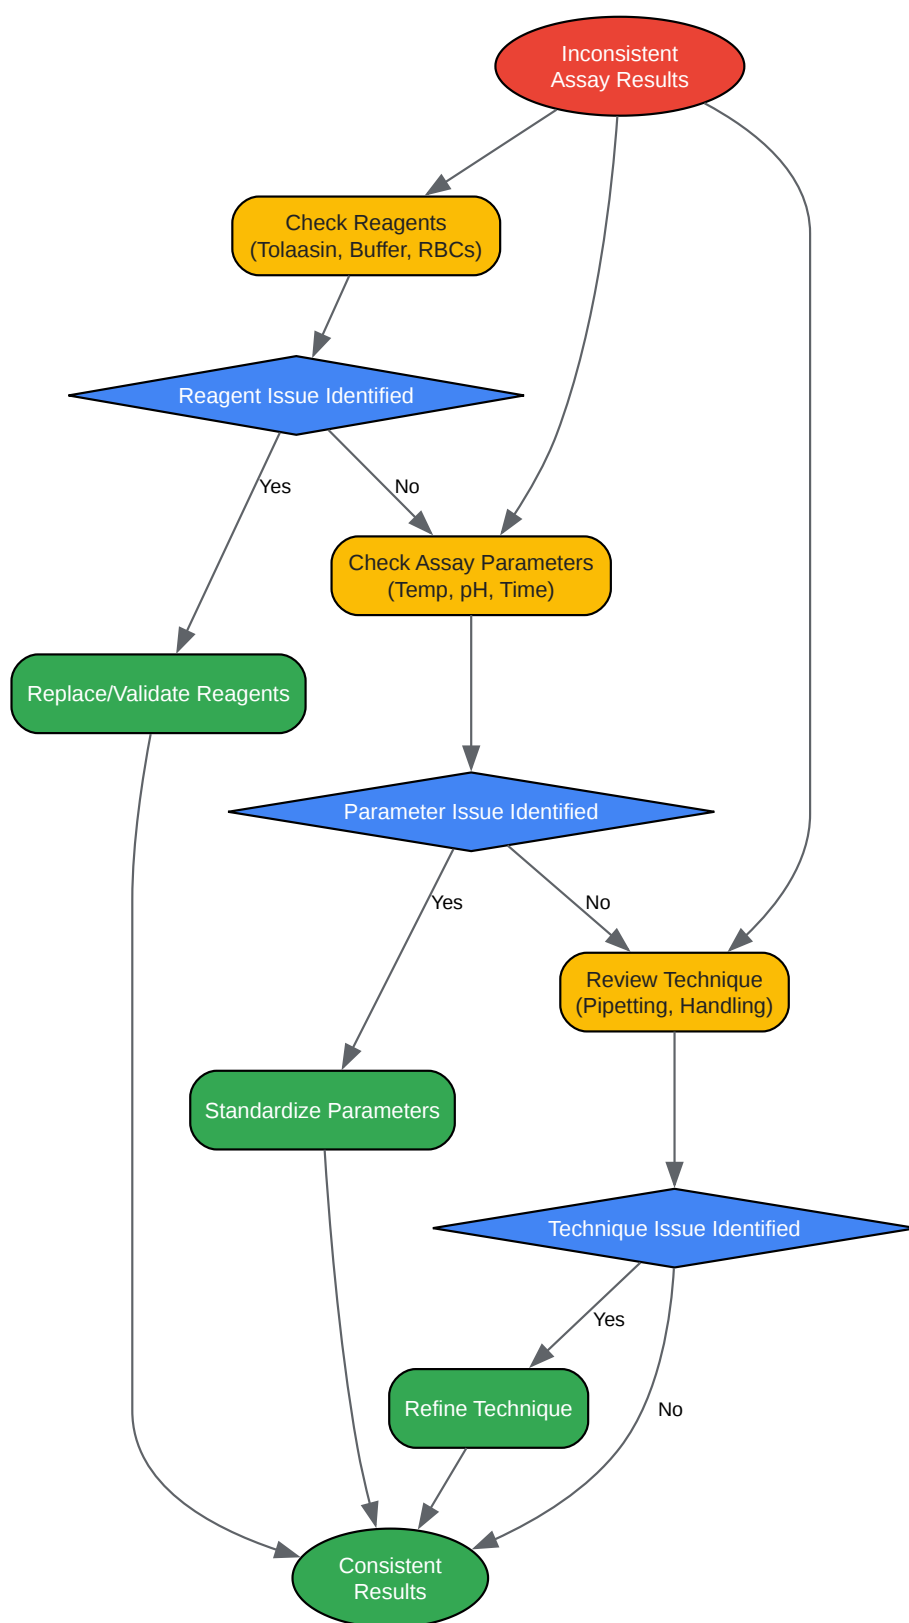 Inconsistent
Assay Results
Check Reagents
(Tolaasin, Buffer, RBCs)
Reagent Issue Identified
Yes
No
Check Assay Parameters
(Temp, pH, Time)
Replace/Validate Reagents
Parameter Issue Identified
Yes
No
Review Technique
(Pipetting, Handling)
Standardize Parameters
Technique Issue Identified
Yes
Refine Technique
No
Consistent
Results